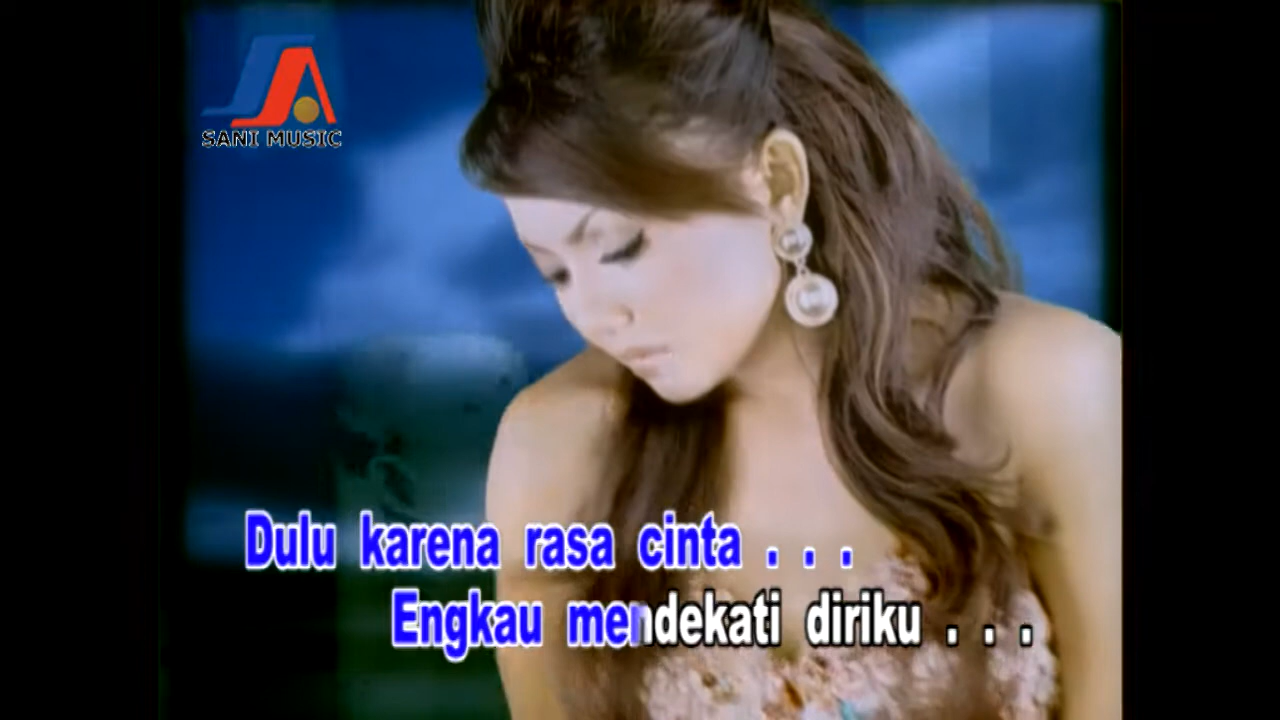 SANI MUSIC
Dulu karena rasa cinta . . .
Engkau mendekati diriku . . .